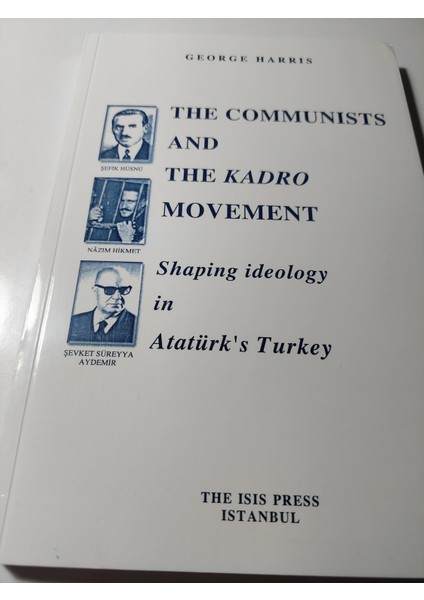 GEORGE HARRIS
THE COMMUNISTS
AND
THE KADRO
MOVEMENT
ŞEFİK HÜSNÜ
NÂZIM HİKMET
ŞEVKET SÜREYYA
AYDEMİR
Shaping ideology
in
Atatürk's Turkey
THE ISIS PRESS
ISTANBUL